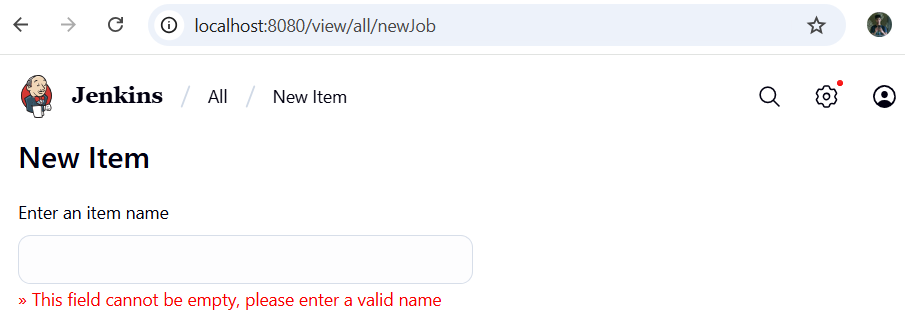 localhost:8080/view/all/newJob
Jenkins / All / New Item
New Item
Enter an item name
» This field cannot be empty, please enter a valid name